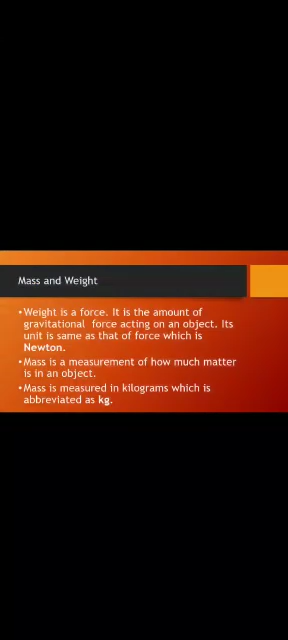 Mass and Weight
•Weight is a force. It is the amount of
gravitational force acting on an object. Its
unit is same as that of force which is
Newton.
•Mass is a measurement of how much matter
is in an object.
•Mass is measured in kilograms which is
abbreviated as kg.